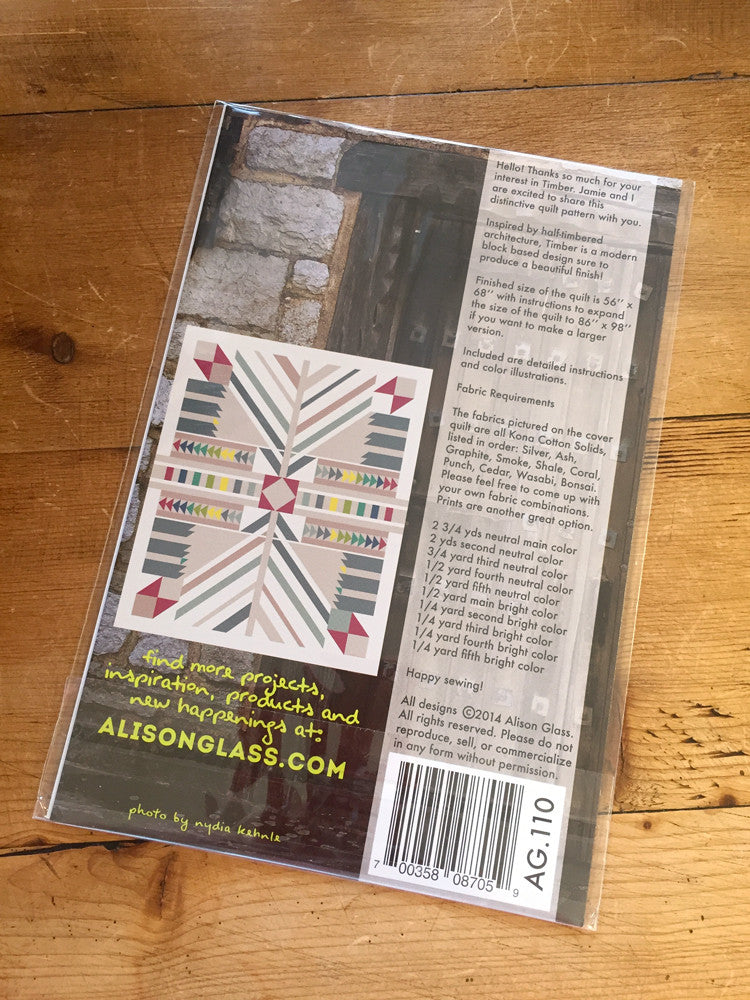 Hello! Thanks so much for your
interest in Timber. Jamie and I
are excited to share this
distinctive quilt pattern with you.
Inspired by half-timbered
architecture, Timber is a modern
block based design sure to
produce a beautiful finish!
Finished size of the quilt is 56" x
68" with instructions to expand
the size of the quilt to 86" x 98"
if you want to make a larger
version.
Included are detailed instructions
and color illustrations.
Fabric Requirements
The fabrics pictured on the cover
quilt are all Kona Cotton Solids,
listed in order: Silver, Ash,
Graphite, Smoke, Shale, Coral,
Punch, Cedar, Wasabi, Bonsai.
Please feel free to come up with
your own fabric combinations.
Prints are another great option.
2 3/4 yds neutral main color
2 yds second neutral color
3/4 yard third neutral color
1/2 yard fourth neutral color
1/2 yard fifth neutral color
1/2 yard main bright color
1/4 yard second bright color
1/4 yard third bright color
1/4 yard fourth bright color
1/4 yard fifth bright color
Happy sewing!
All designs ©2014 Alison Glass.
All rights reserved. Please do not
reproduce, sell, or commercialize
in any form without permission.
find more projects,
inspiration, products and
new happenings at:
ALISONGLASS.COM
photo by nydia kehnle
7 00358 08705 9
AG.110